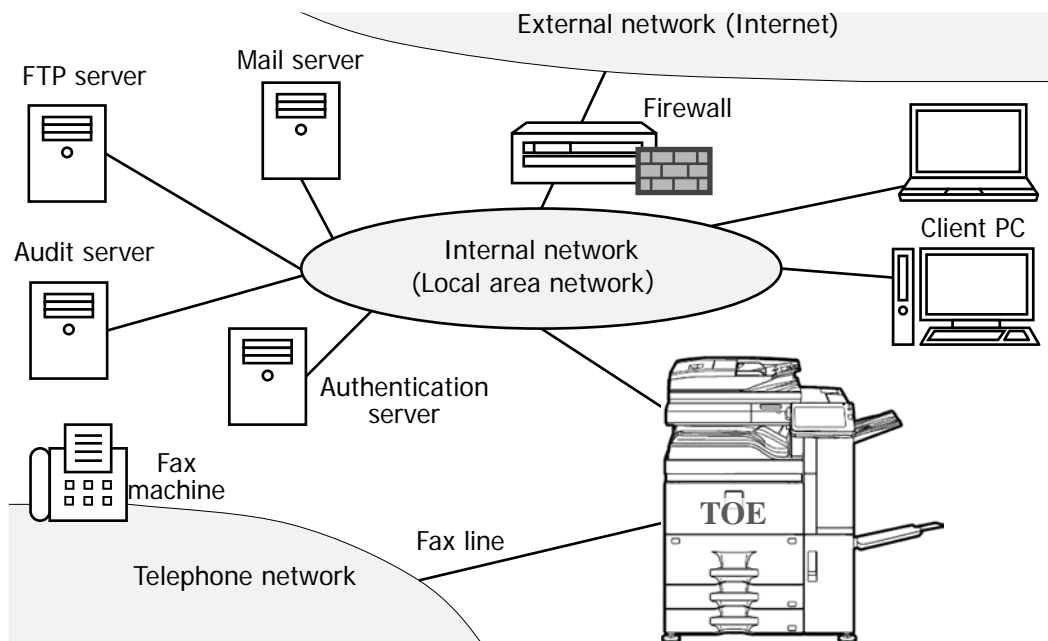 External network (Internet)
Mail server
FTP server
Firewall
Internal network
(Local area network)
Client PC
Audit server
Authentication
server
Fax
machine
TOE
Fax line
Telephone network